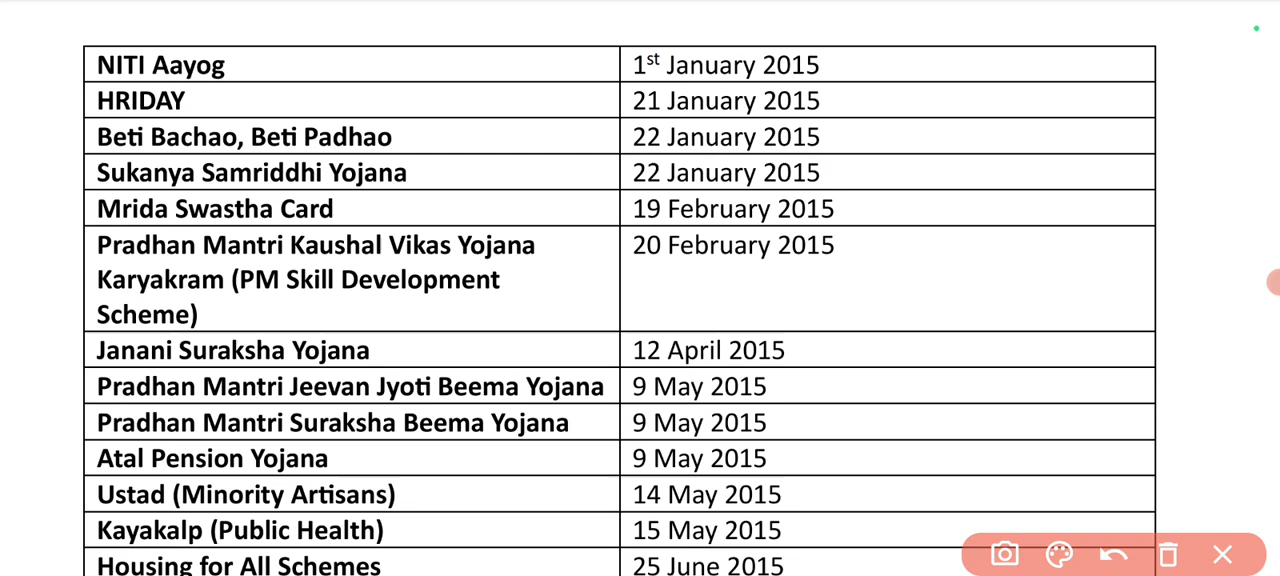 NITI Aayog 1st January 2015
HRIDAY 21 January 2015
Beti Bachao, Beti Padhao 22 January 2015
Sukanya Samriddhi Yojana 22 January 2015
Mrida Swastha Card 19 February 2015
Pradhan Mantri Kaushal Vikas Yojana 20 February 2015
Karyakram (PM Skill Development
Scheme)
Janani Suraksha Yojana 12 April 2015
Pradhan Mantri Jeevan Jyoti Beema Yojana 9 May 2015
Pradhan Mantri Suraksha Beema Yojana 9 May 2015
Atal Pension Yojana 9 May 2015
Ustad (Minority Artisans) 14 May 2015
Kayakalp (Public Health) 15 May 2015
Housing for All Schemes 25 June 2015